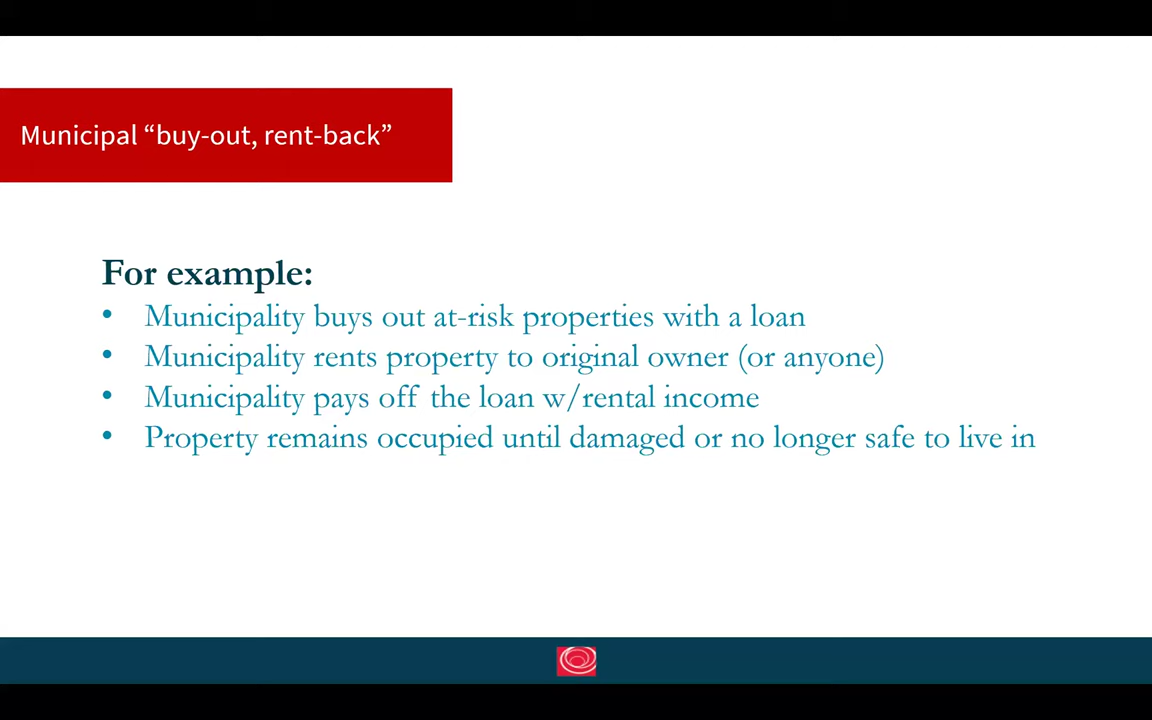 Municipal “buy-out, rent-back”
For example:
• Municipality buys out at-risk properties with a loan
• Municipality rents property to original owner (or anyone)
• Municipality pays off the loan w/rental income
• Property remains occupied until damaged or no longer safe to live in